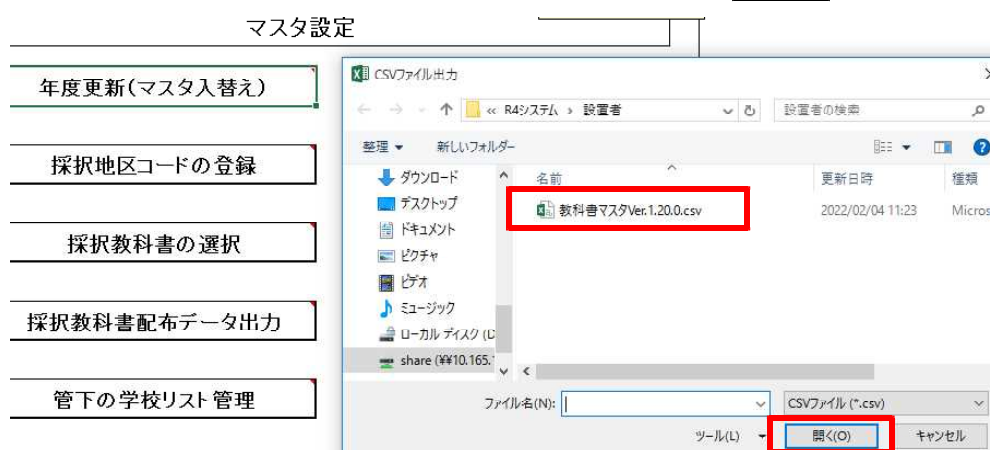 マスタ設定
年度更新(マスタ入替え)
採択地区コードの登録
採択教科書の選択
採択教科書配布データ出力
管下の学校リスト管理
CSVファイル出力
« R4システム › 設置者
設置者の検索
整理 新しいフォルダー
ダウンロード
デスクトップ
ドキュメント
ピクチャ
ビデオ
ミュージック
ローカル ディスク (D
share (¥¥10.165.
名前 更新日時 種類
教科書マスタVer.1.20.0.csv 2022/02/04 11:23 Micros
ファイル名(N): CSVファイル (*.csv)
ツール(L) 開く(O) キャンセル